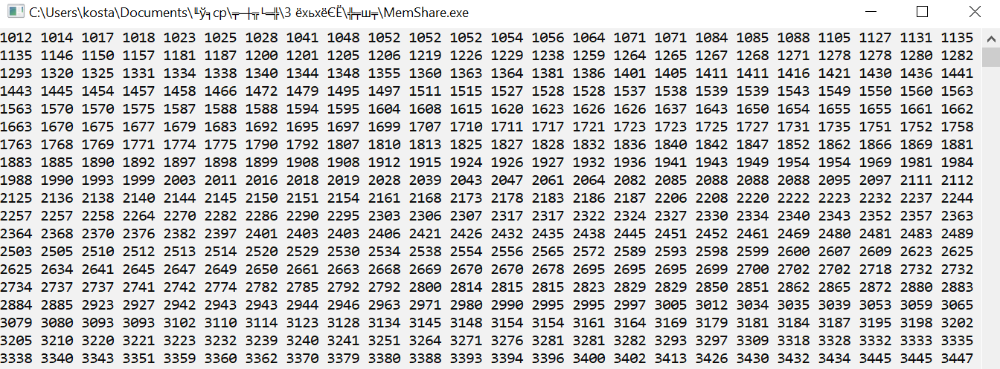 C:\Users\kosta\Documents\╙ў╕ср\╤─┼╦└═╬\3 ёхьхёЄЁ\╬╤ш╤\MemShare.exe
1012 1014 1017 1018 1023 1025 1028 1041 1048 1052 1052 1052 1054 1056 1064 1071 1071 1084 1085 1088 1105 1127 1131 1135
1135 1146 1150 1157 1181 1187 1200 1201 1205 1206 1219 1226 1229 1238 1259 1264 1265 1267 1268 1271 1278 1278 1280 1282
1293 1320 1325 1331 1334 1338 1340 1344 1348 1355 1360 1363 1364 1381 1386 1401 1405 1411 1411 1416 1421 1430 1436 1441
1443 1445 1454 1457 1458 1466 1472 1479 1495 1497 1511 1515 1527 1528 1528 1537 1538 1539 1539 1543 1549 1550 1560 1563
1563 1570 1570 1575 1587 1588 1588 1594 1595 1604 1608 1615 1620 1623 1626 1626 1637 1643 1650 1654 1655 1655 1661 1662
1663 1670 1675 1677 1679 1683 1692 1695 1697 1699 1707 1710 1711 1717 1721 1723 1723 1725 1727 1731 1735 1751 1752 1758
1763 1768 1769 1771 1774 1775 1790 1792 1807 1810 1813 1825 1827 1828 1832 1836 1840 1842 1847 1852 1862 1866 1869 1881
1883 1885 1890 1892 1897 1898 1899 1908 1908 1912 1915 1924 1926 1927 1932 1936 1941 1943 1949 1954 1954 1969 1981 1984
1988 1990 1993 1999 2003 2011 2016 2018 2019 2028 2039 2043 2047 2061 2064 2082 2085 2088 2088 2088 2095 2097 2111 2112
2125 2136 2138 2140 2144 2145 2150 2151 2154 2161 2168 2173 2178 2183 2186 2187 2206 2208 2220 2222 2223 2232 2237 2244
2257 2257 2258 2264 2270 2282 2286 2290 2295 2303 2306 2307 2317 2317 2322 2324 2327 2330 2334 2340 2343 2352 2357 2363
2364 2368 2370 2376 2382 2397 2401 2403 2403 2406 2421 2426 2432 2435 2438 2445 2451 2452 2461 2469 2480 2481 2483 2489
2503 2505 2510 2512 2513 2514 2520 2529 2530 2534 2538 2554 2556 2565 2572 2589 2593 2598 2599 2600 2607 2609 2623 2625
2625 2634 2641 2645 2647 2649 2650 2661 2663 2668 2669 2670 2670 2678 2695 2695 2695 2699 2700 2702 2702 2718 2732 2732
2734 2737 2737 2741 2742 2774 2782 2785 2792 2792 2800 2814 2815 2815 2823 2829 2829 2850 2851 2862 2865 2872 2880 2883
2884 2885 2923 2927 2942 2943 2943 2944 2946 2963 2971 2980 2990 2995 2995 2997 3005 3012 3034 3035 3039 3053 3059 3065
3079 3080 3093 3093 3102 3110 3114 3123 3128 3134 3145 3148 3154 3154 3161 3164 3169 3179 3181 3184 3187 3195 3198 3202
3205 3210 3220 3221 3223 3232 3239 3240 3241 3251 3264 3271 3276 3281 3281 3282 3293 3297 3309 3318 3328 3332 3333 3335
3338 3340 3343 3351 3359 3360 3362 3370 3379 3380 3388 3393 3394 3396 3400 3402 3413 3426 3430 3432 3434 3445 3445 3447